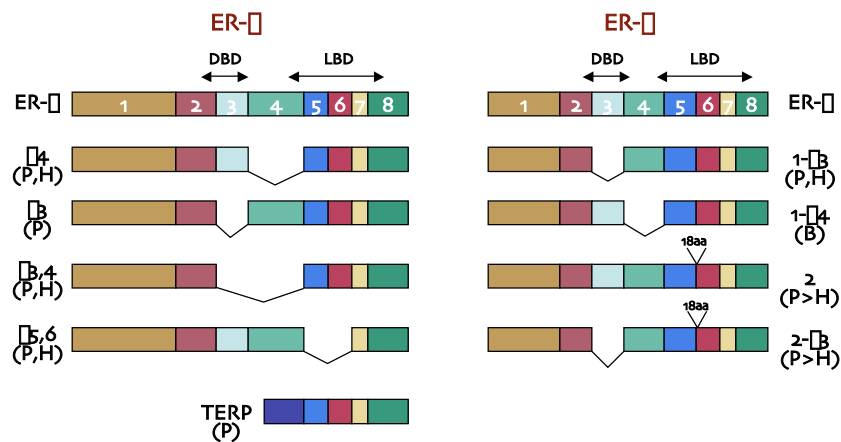 ER-▯ ER-▯
DBD LBD DBD LBD
ER-▯ 1 2 3 4 5 6 7 8 1 2 3 4 5 6 7 8 ER-▯
▯4 1-▯3
(P,H) (P,H)
▯3 1-▯4
(P) (B)
18aa
▯3,4 2
(P,H) (P>H)
18aa
▯5,6 2-▯3
(P,H) (P>H)
TERP
(P)